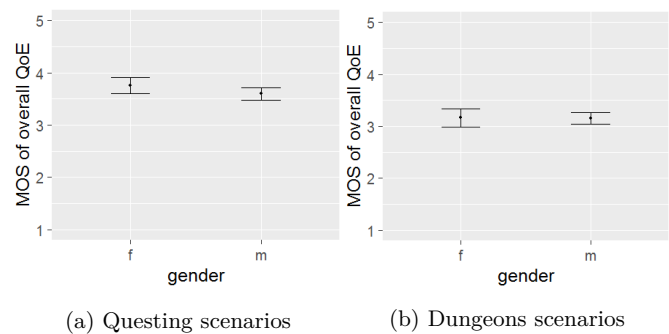 MOS of overall QoE
5
4
3
2
1
f
m
gender
(a) Questing scenarios
MOS of overall QoE
5
4
3
2
1
f
m
gender
(b) Dungeons scenarios